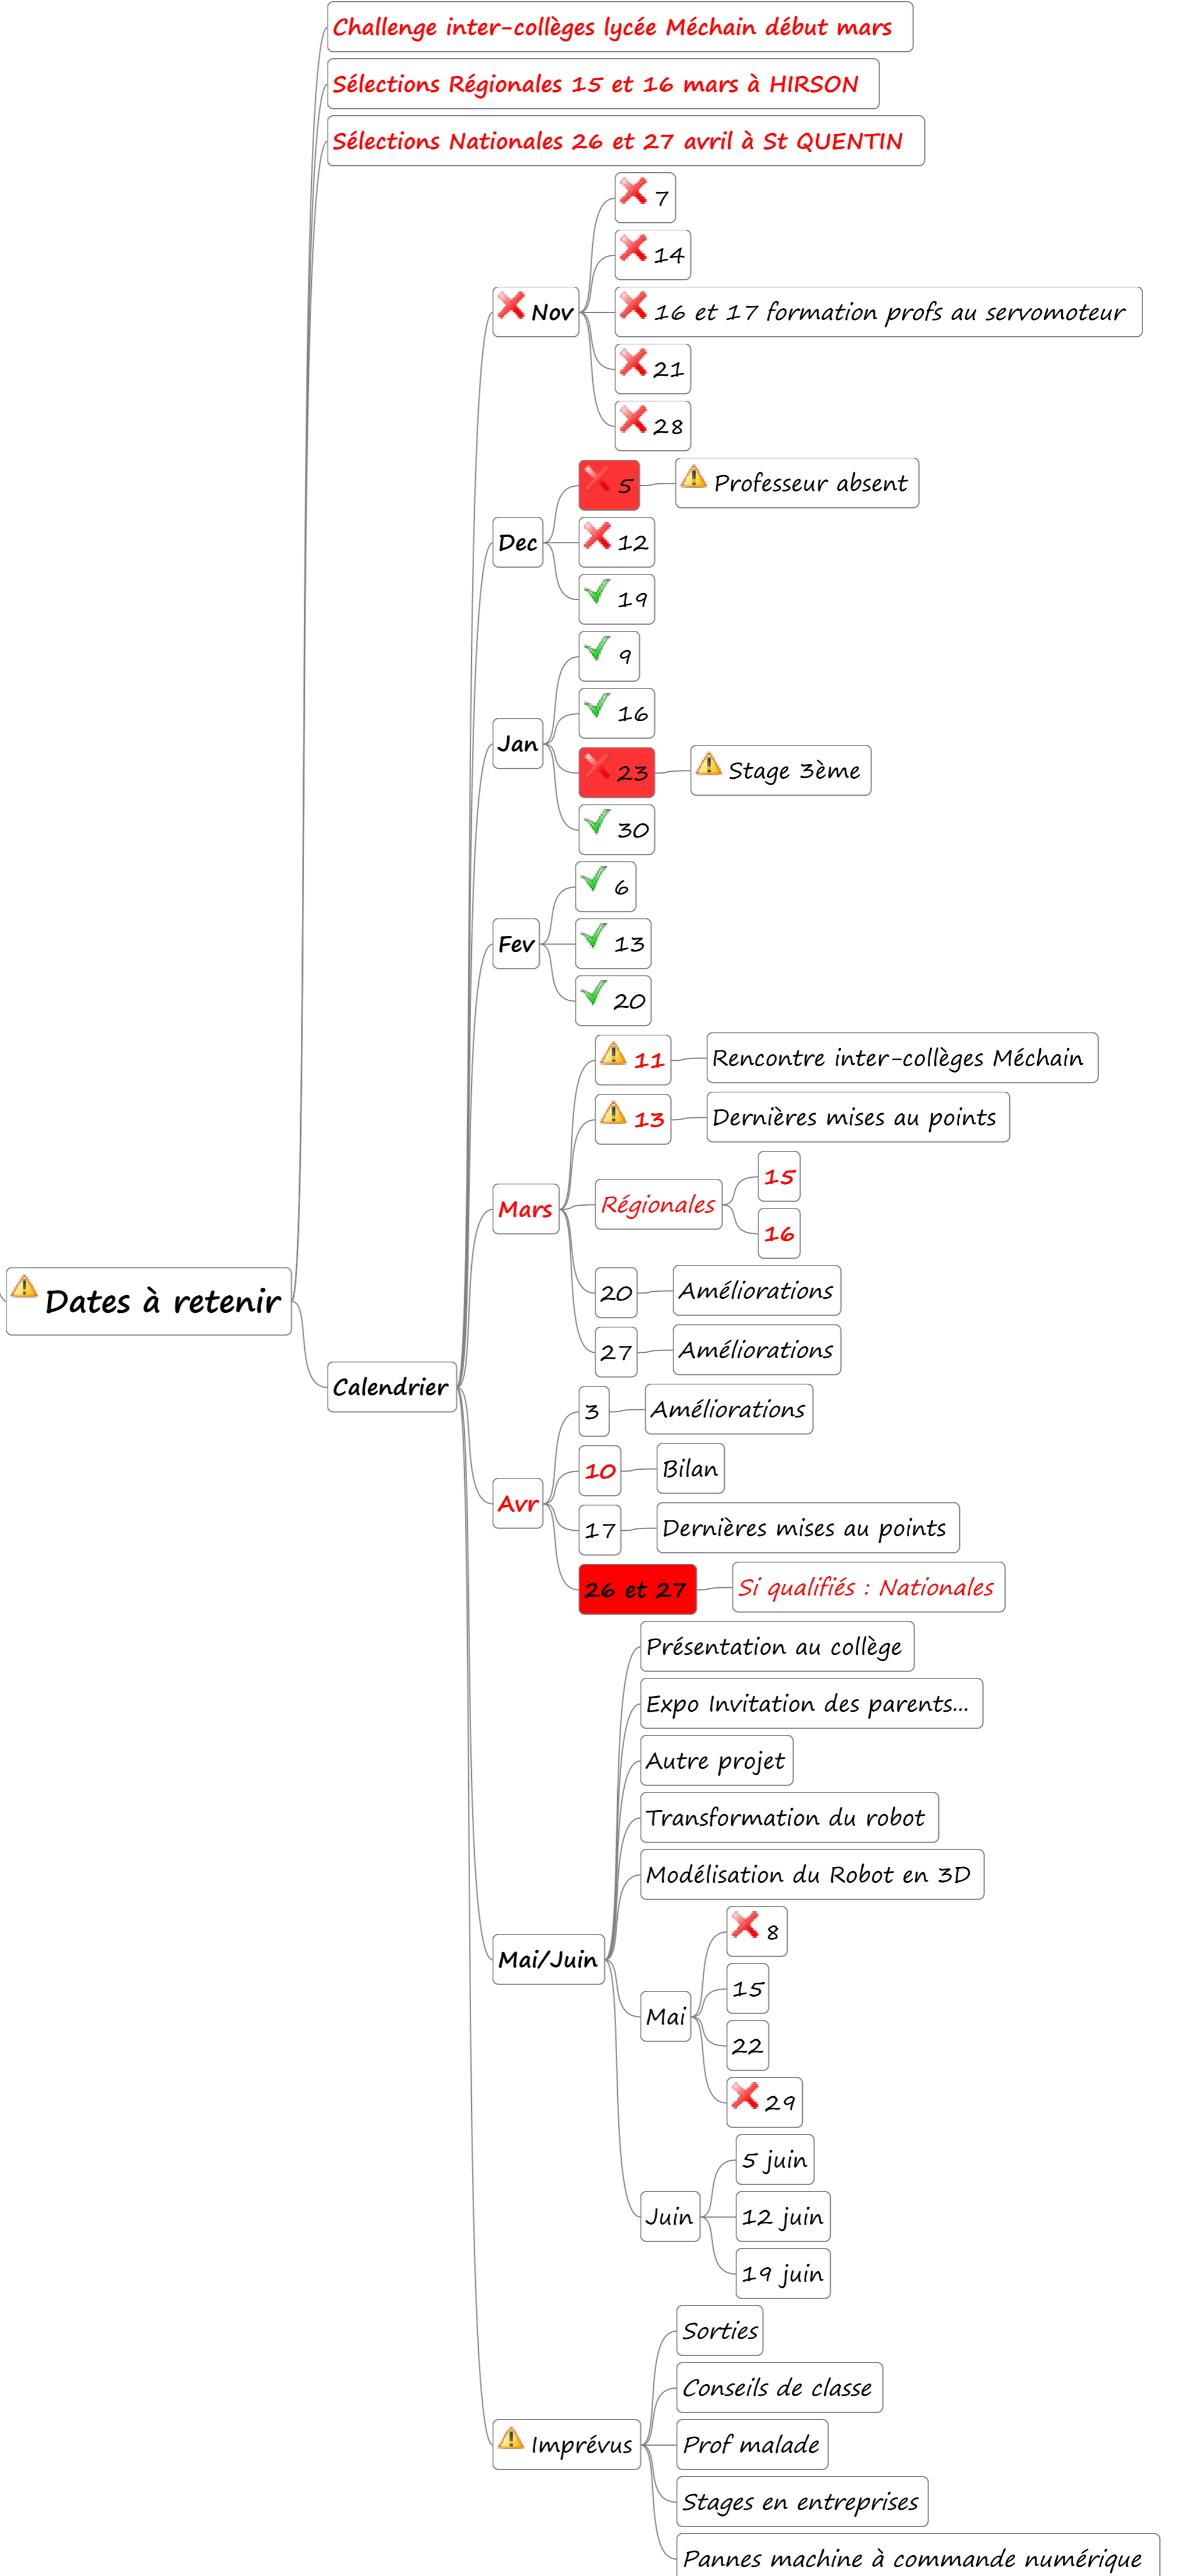 Challenge inter-collèges lycée Méchain début mars
Sélections Régionales 15 et 16 mars à HIRSON
Sélections Nationales 26 et 27 avril à St QUENTIN
7
14
Nov
16 et 17 formation profs au servomoteur
21
28
5
Professeur absent
Dec
12
19
9
16
Jan
23
Stage 3ème
30
6
Fev
13
20
11
Rencontre inter-collèges Méchain
13
Dernières mises au points
15
Mars
Régionales
16
20
Améliorations
Dates à retenir
27
Améliorations
Calendrier
3
Améliorations
10
Bilan
Avr
17
Dernières mises au points
26 et 27
Si qualifiés : Nationales
Présentation au collège
Expo Invitation des parents...
Autre projet
Transformation du robot
Modélisation du Robot en 3D
Mai/Juin
8
15
Mai
22
29
5 juin
Juin
12 juin
19 juin
Sorties
Conseils de classe
Imprévus
Prof malade
Stages en entreprises
Pannes machine à commande numérique